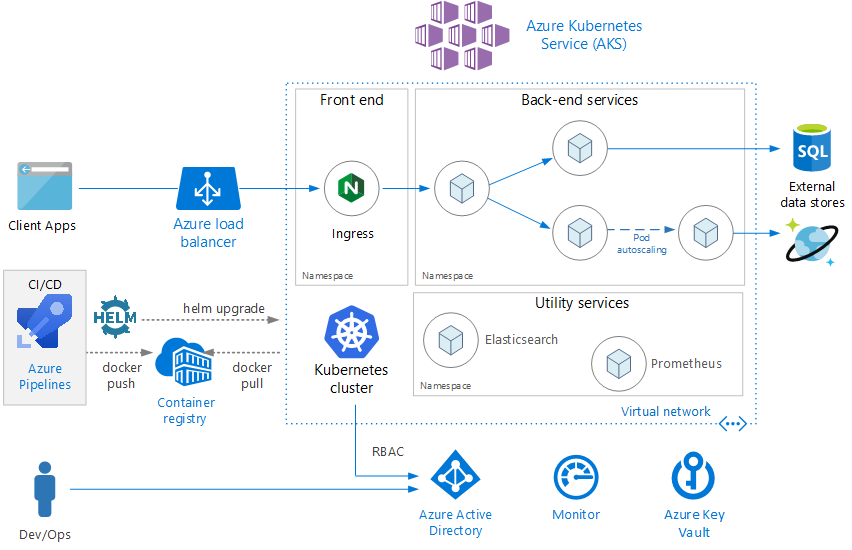 Azure Kubernetes
Service (AKS)
Front end
Back-end services
SQL
External
data stores
Client Apps
Azure load
balancer
N
Ingress
Pod
autoscaling
Namespace
Namespace
CI/CD
HELM
helm upgrade
Azure
Pipelines
docker
push
docker
pull
Container
registry
Kubernetes
cluster
Utility services
Elasticsearch
Prometheus
Namespace
Virtual network
RBAC
Dev/Ops
Azure Active
Directory
Monitor
Azure Key
Vault